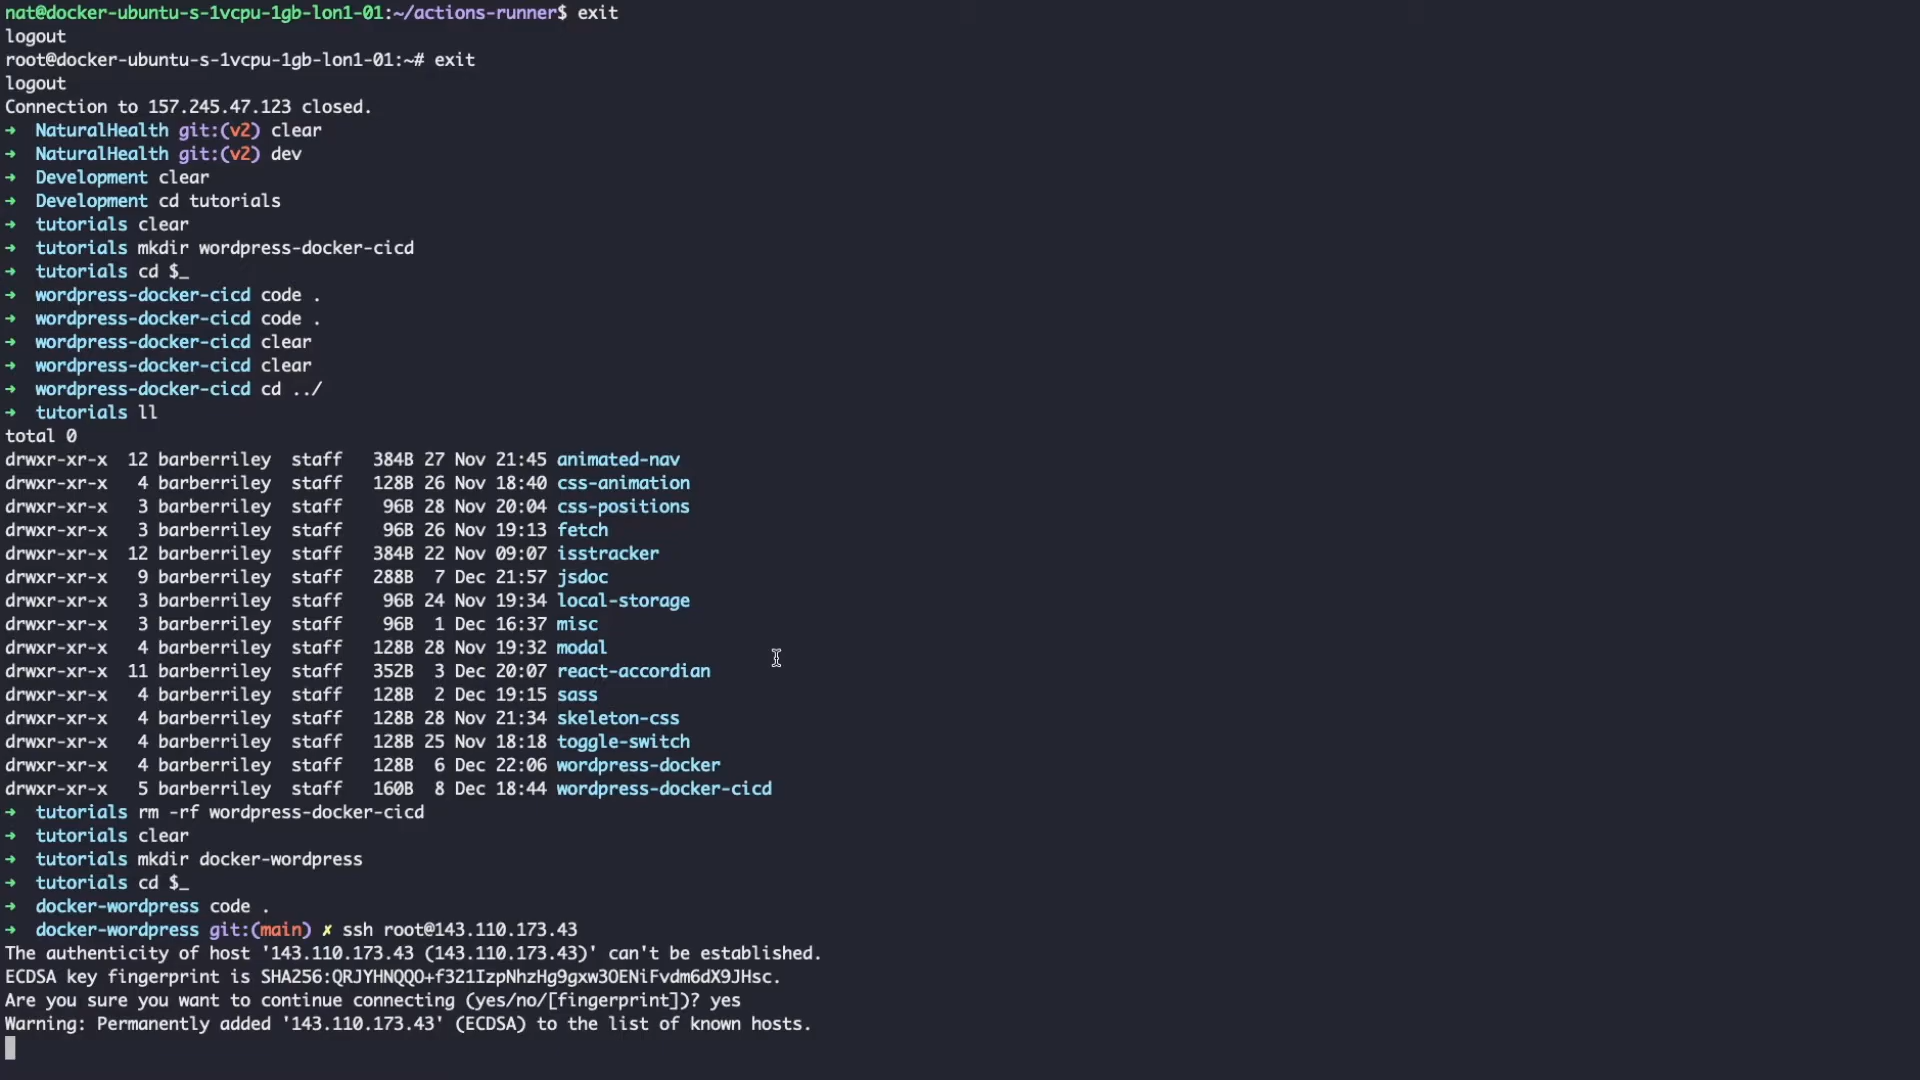 nat@docker-ubuntu-s-1vcpu-1gb-lon1-01:~/actions-runner$ exit
logout
root@docker-ubuntu-s-1vcpu-1gb-lon1-01:~# exit
logout
Connection to 157.245.47.123 closed.
➜  NaturalHealth git:(v2) clear
➜  NaturalHealth git:(v2) dev
➜  Development clear
➜  Development cd tutorials
➜  tutorials clear
➜  tutorials mkdir wordpress-docker-cicd
➜  tutorials cd $_
➜  wordpress-docker-cicd code .
➜  wordpress-docker-cicd code .
➜  wordpress-docker-cicd clear
➜  wordpress-docker-cicd clear
➜  wordpress-docker-cicd cd ../
➜  tutorials ll
total 0
drwxr-xr-x  12 barberriley  staff   384B 27 Nov 21:45 animated-nav
drwxr-xr-x   4 barberriley  staff   128B 26 Nov 18:40 css-animation
drwxr-xr-x   3 barberriley  staff    96B 28 Nov 20:04 css-positions
drwxr-xr-x   3 barberriley  staff    96B 26 Nov 19:13 fetch
drwxr-xr-x  12 barberriley  staff   384B 22 Nov 09:07 isstracker
drwxr-xr-x   9 barberriley  staff   288B  7 Dec 21:57 jsdoc
drwxr-xr-x   3 barberriley  staff    96B 24 Nov 19:34 local-storage
drwxr-xr-x   3 barberriley  staff    96B  1 Dec 16:37 misc
drwxr-xr-x   4 barberriley  staff   128B 28 Nov 19:32 modal
drwxr-xr-x  11 barberriley  staff   352B  3 Dec 20:07 react-accordian
drwxr-xr-x   4 barberriley  staff   128B  2 Dec 19:15 sass
drwxr-xr-x   4 barberriley  staff   128B 28 Nov 21:34 skeleton-css
drwxr-xr-x   4 barberriley  staff   128B 25 Nov 18:18 toggle-switch
drwxr-xr-x   4 barberriley  staff   128B  6 Dec 22:06 wordpress-docker
drwxr-xr-x   5 barberriley  staff   160B  8 Dec 18:44 wordpress-docker-cicd
➜  tutorials rm -rf wordpress-docker-cicd
➜  tutorials clear
➜  tutorials mkdir docker-wordpress
➜  tutorials cd $_
➜  docker-wordpress code .
➜  docker-wordpress git:(main) ✗ ssh root@143.110.173.43
The authenticity of host '143.110.173.43 (143.110.173.43)' can't be established.
ECDSA key fingerprint is SHA256:QRJYHNQQO+f321IzpNhzHg9gxw3OENiFvdm6dX9JHsc.
Are you sure you want to continue connecting (yes/no/[fingerprint])? yes
Warning: Permanently added '143.110.173.43' (ECDSA) to the list of known hosts.